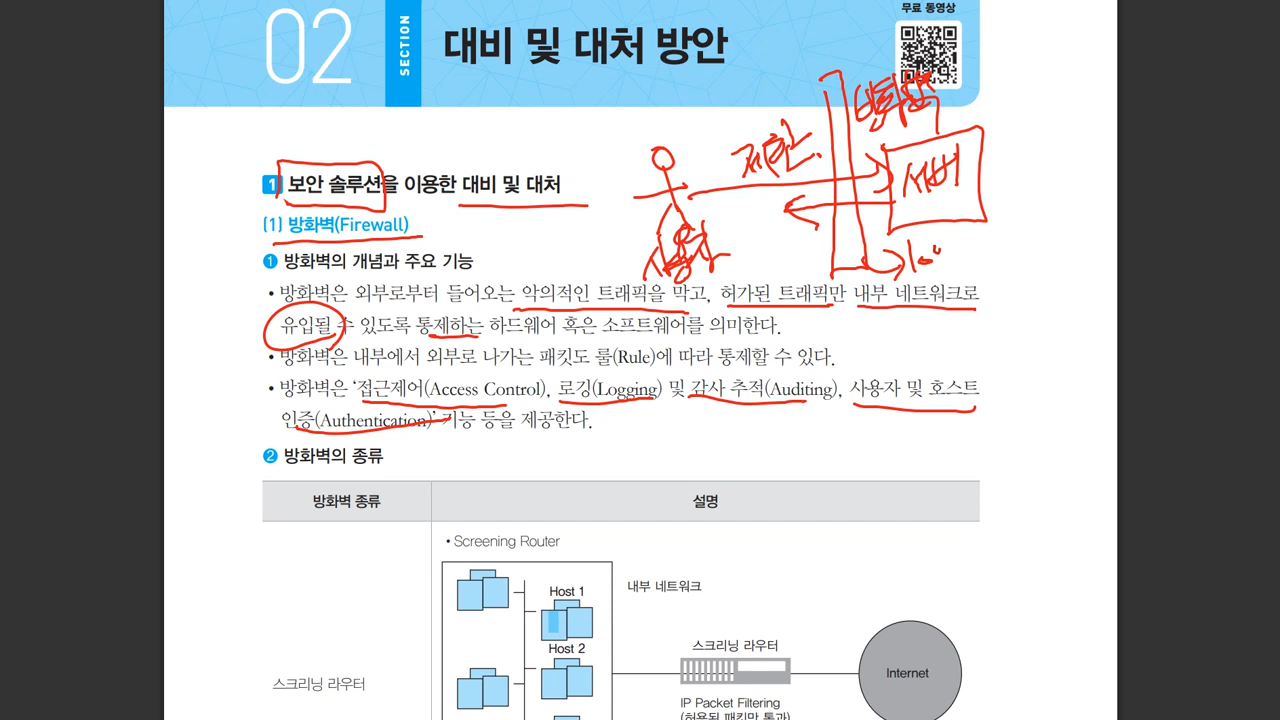 무료 동영상
02
SECTION
대비 및 대처 방안
방화벽
제한
서버
사용자
1 보안 솔루션을 이용한 대비 및 대처
(1) 방화벽(Firewall)
❶ 방화벽의 개념과 주요 기능
• 방화벽은 외부로부터 들어오는 악의적인 트래픽을 막고, 허가된 트래픽만 내부 네트워크로
유입될 수 있도록 통제하는 하드웨어 혹은 소프트웨어를 의미한다.
• 방화벽은 내부에서 외부로 나가는 패킷도 룰(Rule)에 따라 통제할 수 있다.
• 방화벽은 ‘접근제어(Access Control), 로깅(Logging) 및 감사 추적(Auditing), 사용자 및 호스트
인증(Authentication)’ 기능 등을 제공한다.
❷ 방화벽의 종류
방화벽 종류
설명
• Screening Router
Host 1
내부 네트워크
Host 2
스크리닝 라우터
Internet
스크리닝 라우터
IP Packet Filtering
(허용된 패킷만 통과)